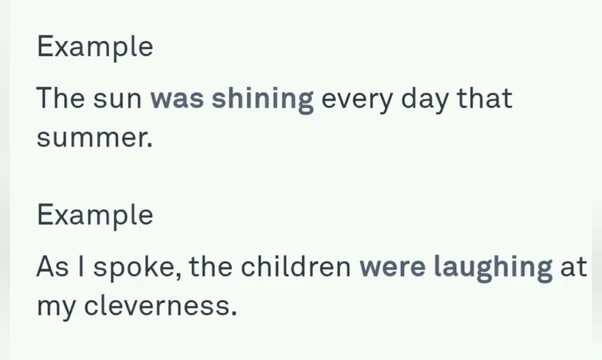 Example
The sun was shining every day that
summer.
Example
As I spoke, the children were laughing at
my cleverness.